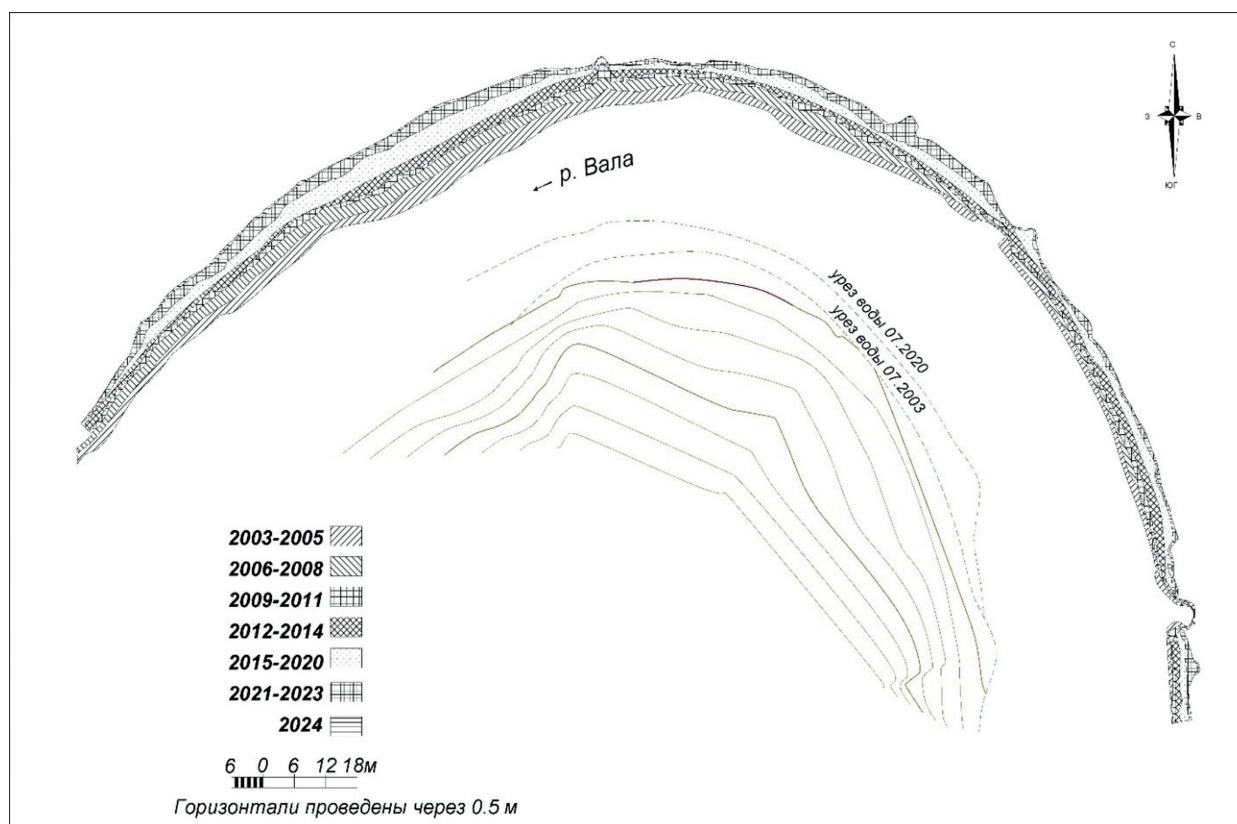 С
З В
ЮГ
р. Вала
урез воды 07.2020
урез воды 07.2003
2003-2005
2006-2008
2009-2011
2012-2014
2015-2020
2021-2023
2024
6 0 6 12 18м
Горизонтали проведены через 0.5 м